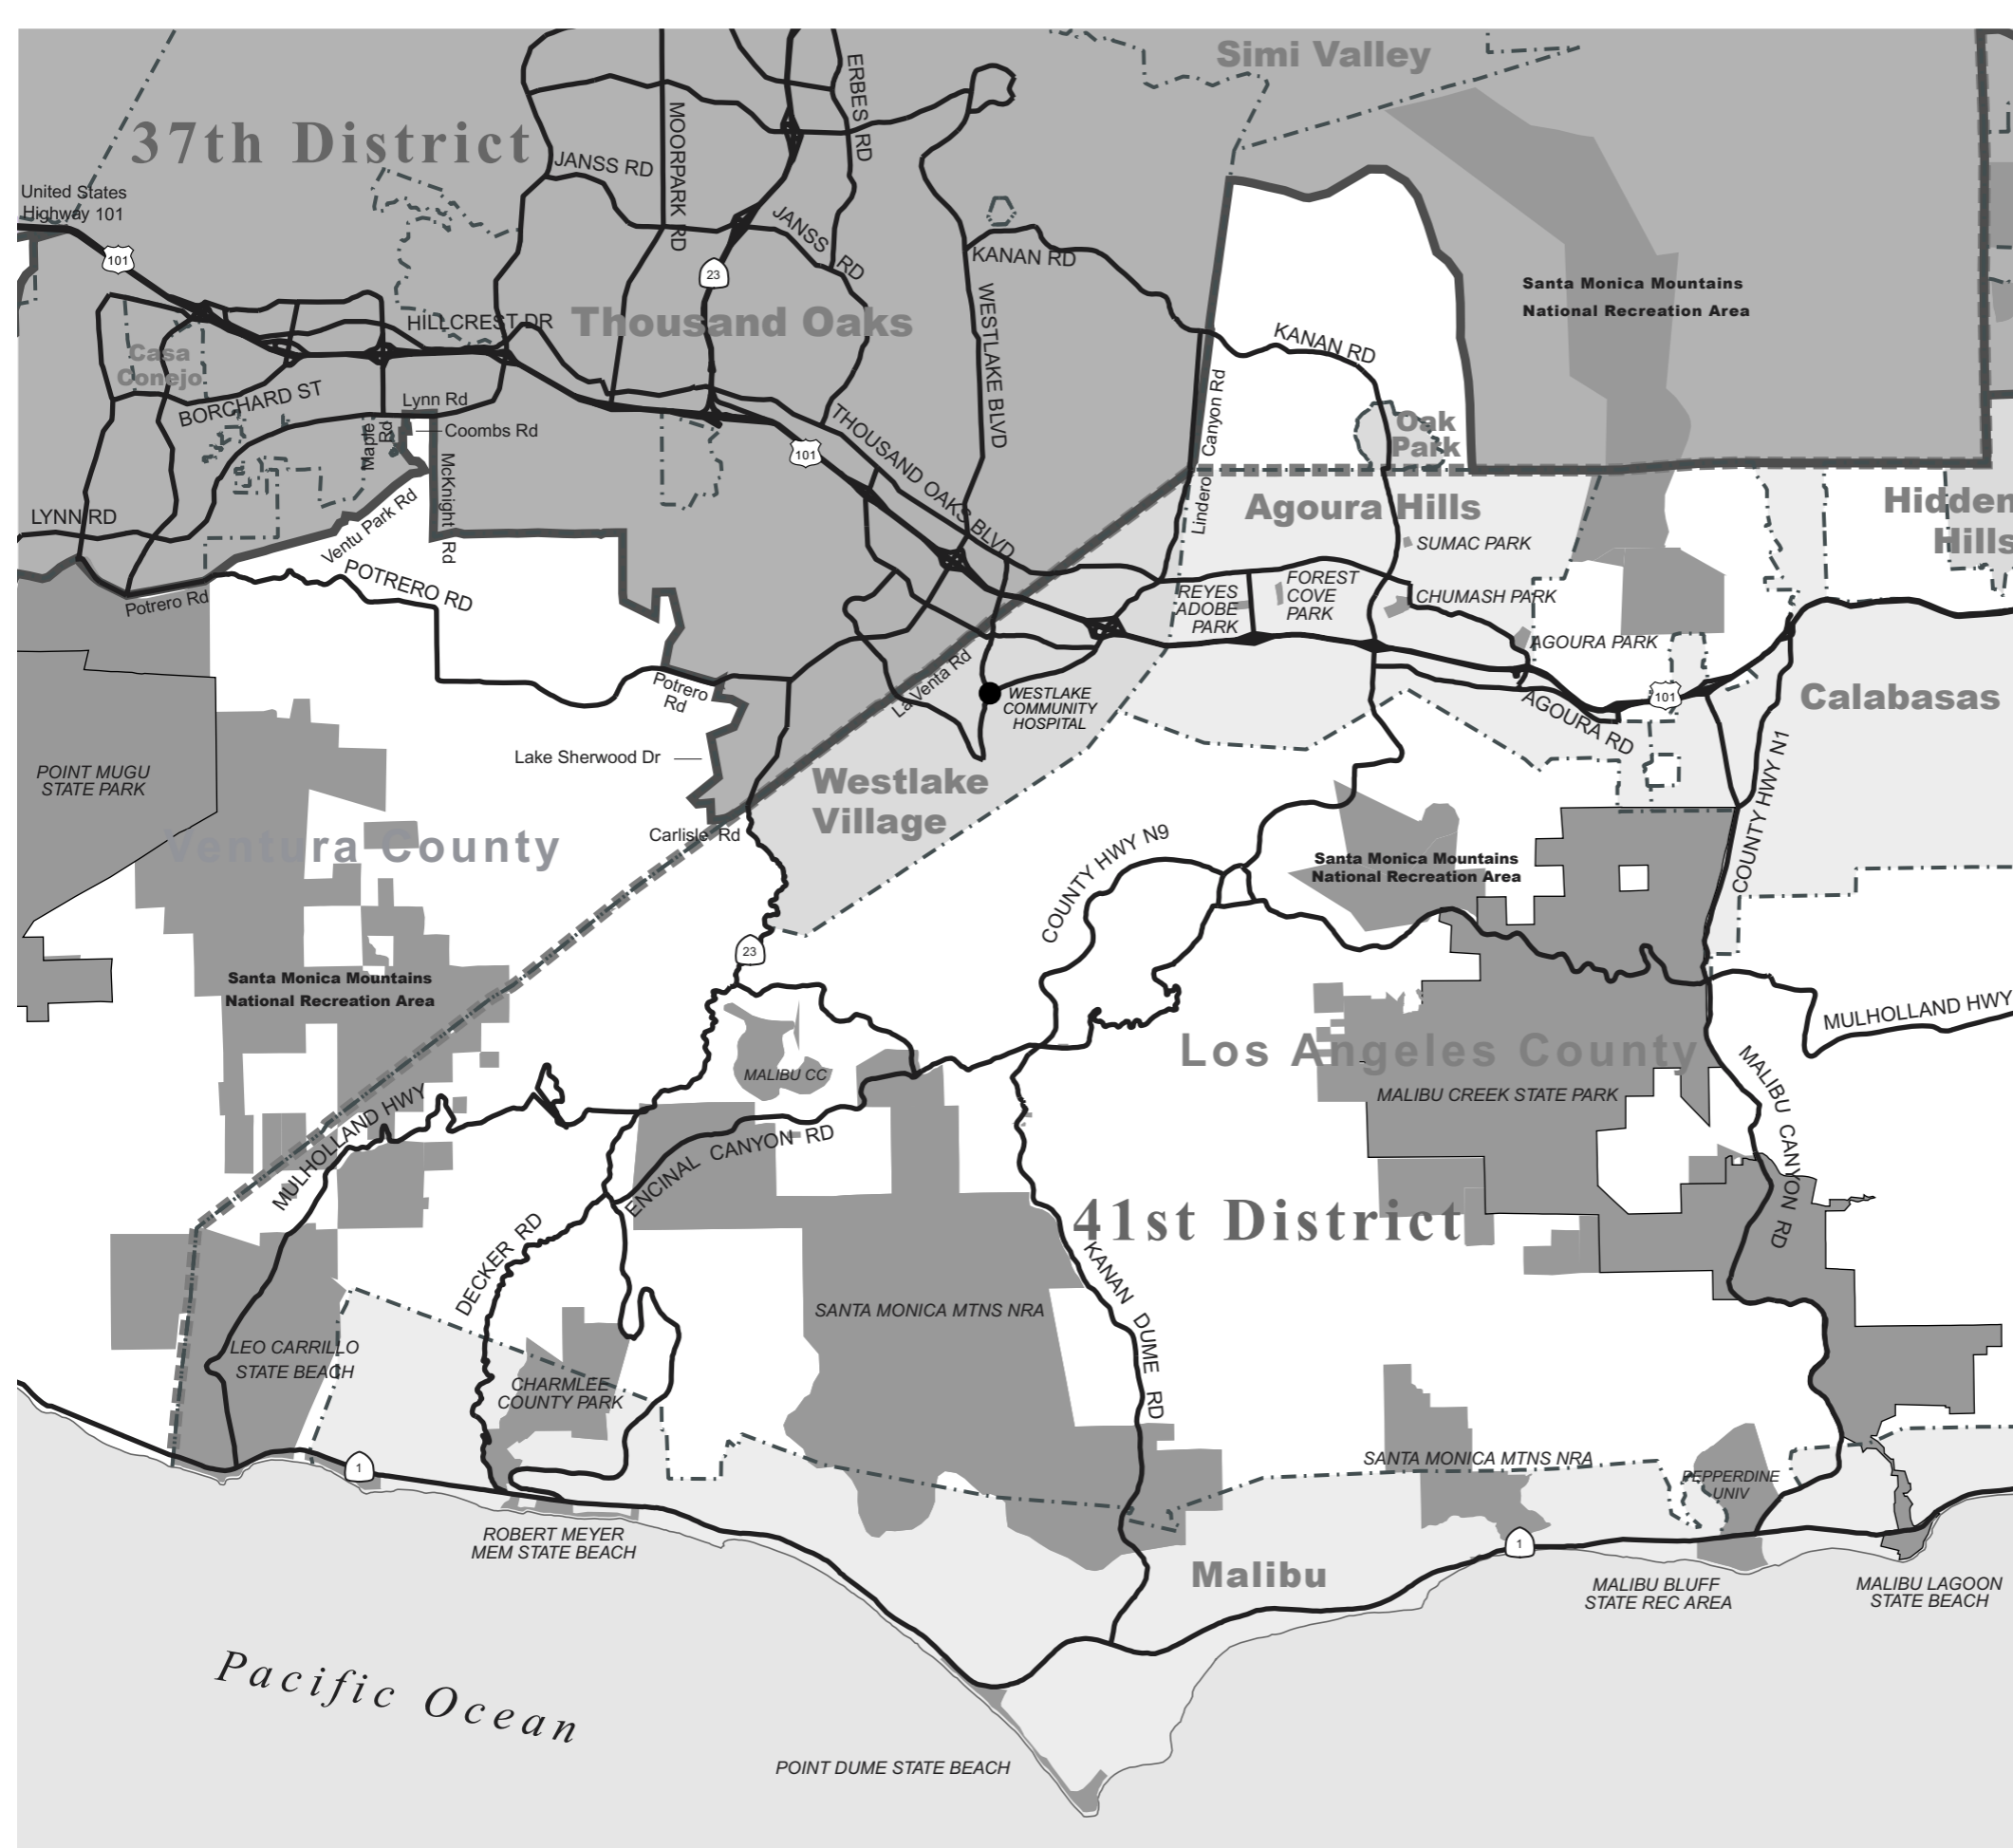 Simi Valley
37th District
ERBES RD
MOORPARK RD
JANSS RD
United States
Highway 101
101
23
JANSS RD
KANAN RD
Santa Monica Mountains
National Recreation Area
HILLCREST DR
Thousand Oaks
WESTLAKE BLVD
KANAN RD
Casa
Conejo
BORCHARD ST
Lynn Rd
Coombs Rd
Maple Rd
McKnight Rd
THOUSAND OAKS BLVD
101
Lindero Canyon Rd
Oak
Park
Agoura Hills
Hidden
Hills
LYNN RD
Ventu Park Rd
POTRERO RD
Potrero Rd
SUMAC PARK
REYES
ADOBE
PARK
FOREST
COVE
PARK
CHUMASH PARK
AGOURA PARK
Potrero
Rd
La Venta Rd
WESTLAKE
COMMUNITY
HOSPITAL
101
AGOURA RD
Calabasas
POINT MUGU
STATE PARK
Lake Sherwood Dr
Westlake
Village
Carlisle Rd
Ventura County
COUNTY HWY N1
COUNTY HWY N9
Santa Monica Mountains
National Recreation Area
23
Santa Monica Mountains
National Recreation Area
MULHOLLAND HWY
Los Angeles County
MALIBU CC
MALIBU CREEK STATE PARK
MULHOLLAND HWY
ENCINAL CANYON RD
MALIBU CANYON RD
41st District
DECKER RD
KANAN DUME RD
SANTA MONICA MTNS NRA
LEO CARRILLO
STATE BEACH
CHARMLEE
COUNTY PARK
SANTA MONICA MTNS NRA
PEPPERDINE
UNIV
1
1
ROBERT MEYER
MEM STATE BEACH
Malibu
MALIBU BLUFF
STATE REC AREA
MALIBU LAGOON
STATE BEACH
Pacific Ocean
POINT DUME STATE BEACH